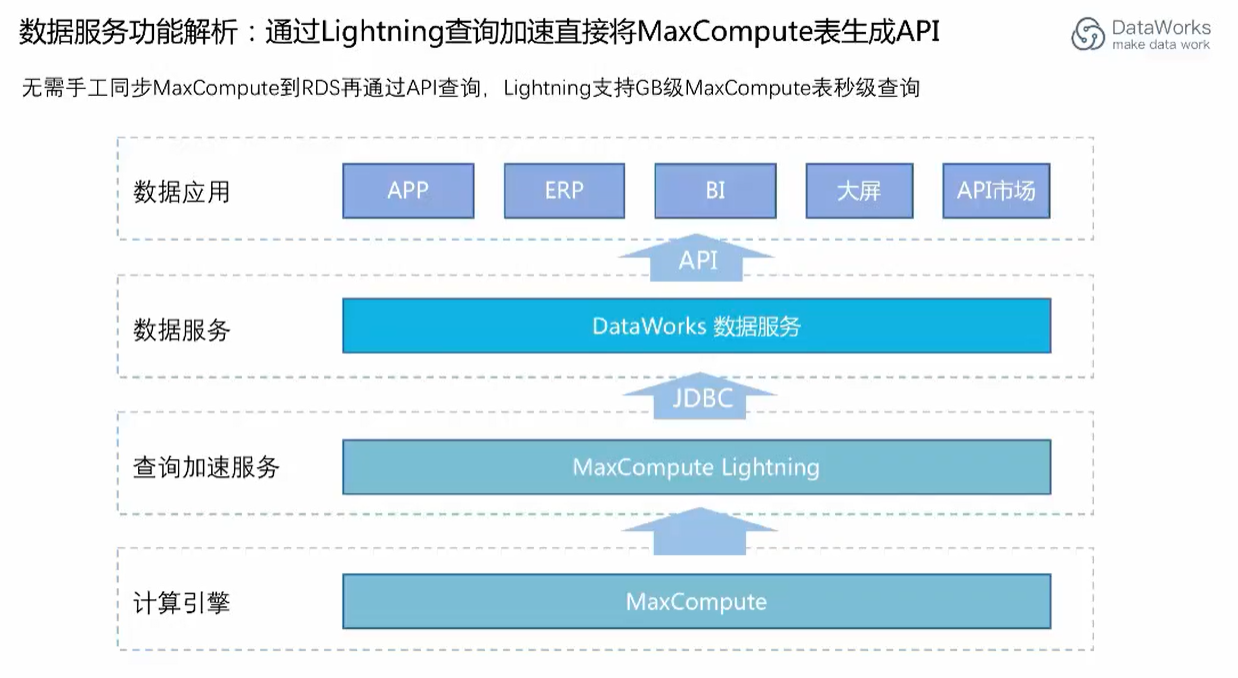 数据服务功能解析：通过Lightning查询加速直接将MaxCompute表生成API
DataWorks
make data work
无需手工同步MaxCompute到RDS再通过API查询，Lightning支持GB级MaxCompute表秒级查询
数据应用
APP
ERP
BI
大屏
API市场
API
数据服务
DataWorks 数据服务
JDBC
查询加速服务
MaxCompute Lightning
计算引擎
MaxCompute